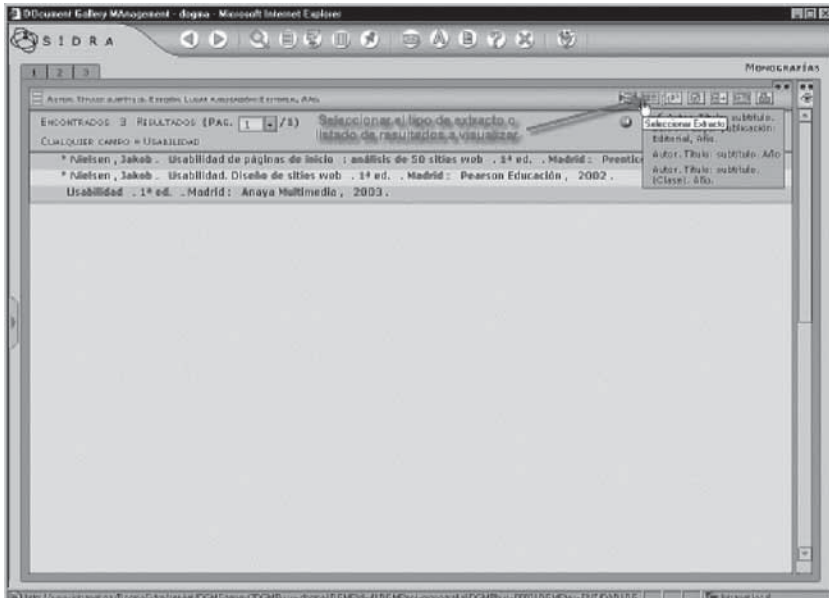 DOcument Gallery MAnagement - dogma - Microsoft Internet Explorer
SIDRA
MONOGRAFÍAS
1 2 3
AUTOR. TÍTULO: SUBTÍTULO. EDICIÓN. LUGAR PUBLICACIÓN: EDITORIAL, AÑO.
ENCONTRADOS 3 RESULTADOS (PAG. 1 /1)
Seleccionar el tipo de extracto o
listado de resultados a visualizar
CUALQUIER CAMPO = USABILIDAD
Seleccionar Extracto
subtítulo.
Editorial, Año.
Autor. Título: subtítulo. Año
Autor. Título: subtítulo.
(Clase). Año.
* Nielsen , Jakob . Usabilidad de páginas de inicio : análisis de 50 sitios web . 1ª ed. . Madrid : Prentice
* Nielsen , Jakob . Usabilidad. Diseño de sitios web . 1ª ed. . Madrid : Pearson Educación , 2002 .
Usabilidad . 1ª ed. . Madrid : Anaya Multimedia , 2003 .